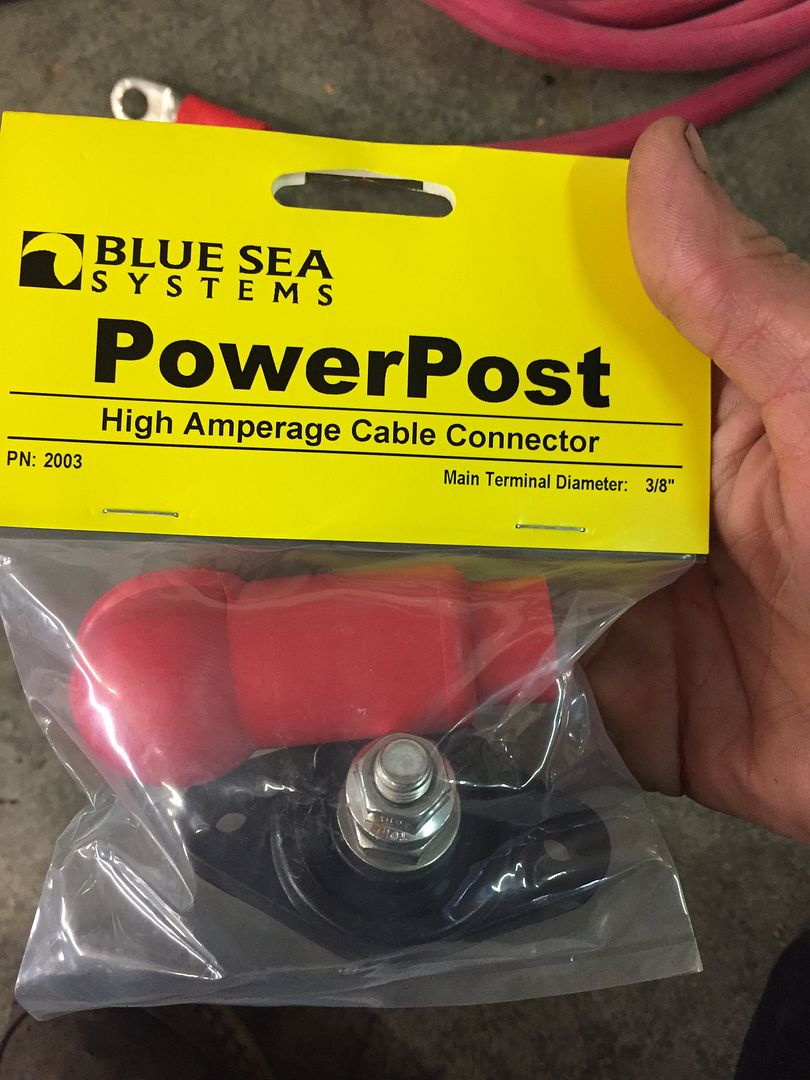 BLUE SEA
SYSTEMS
PowerPost
High Amperage Cable Connector
PN: 2003
Main Terminal Diameter: 3/8"